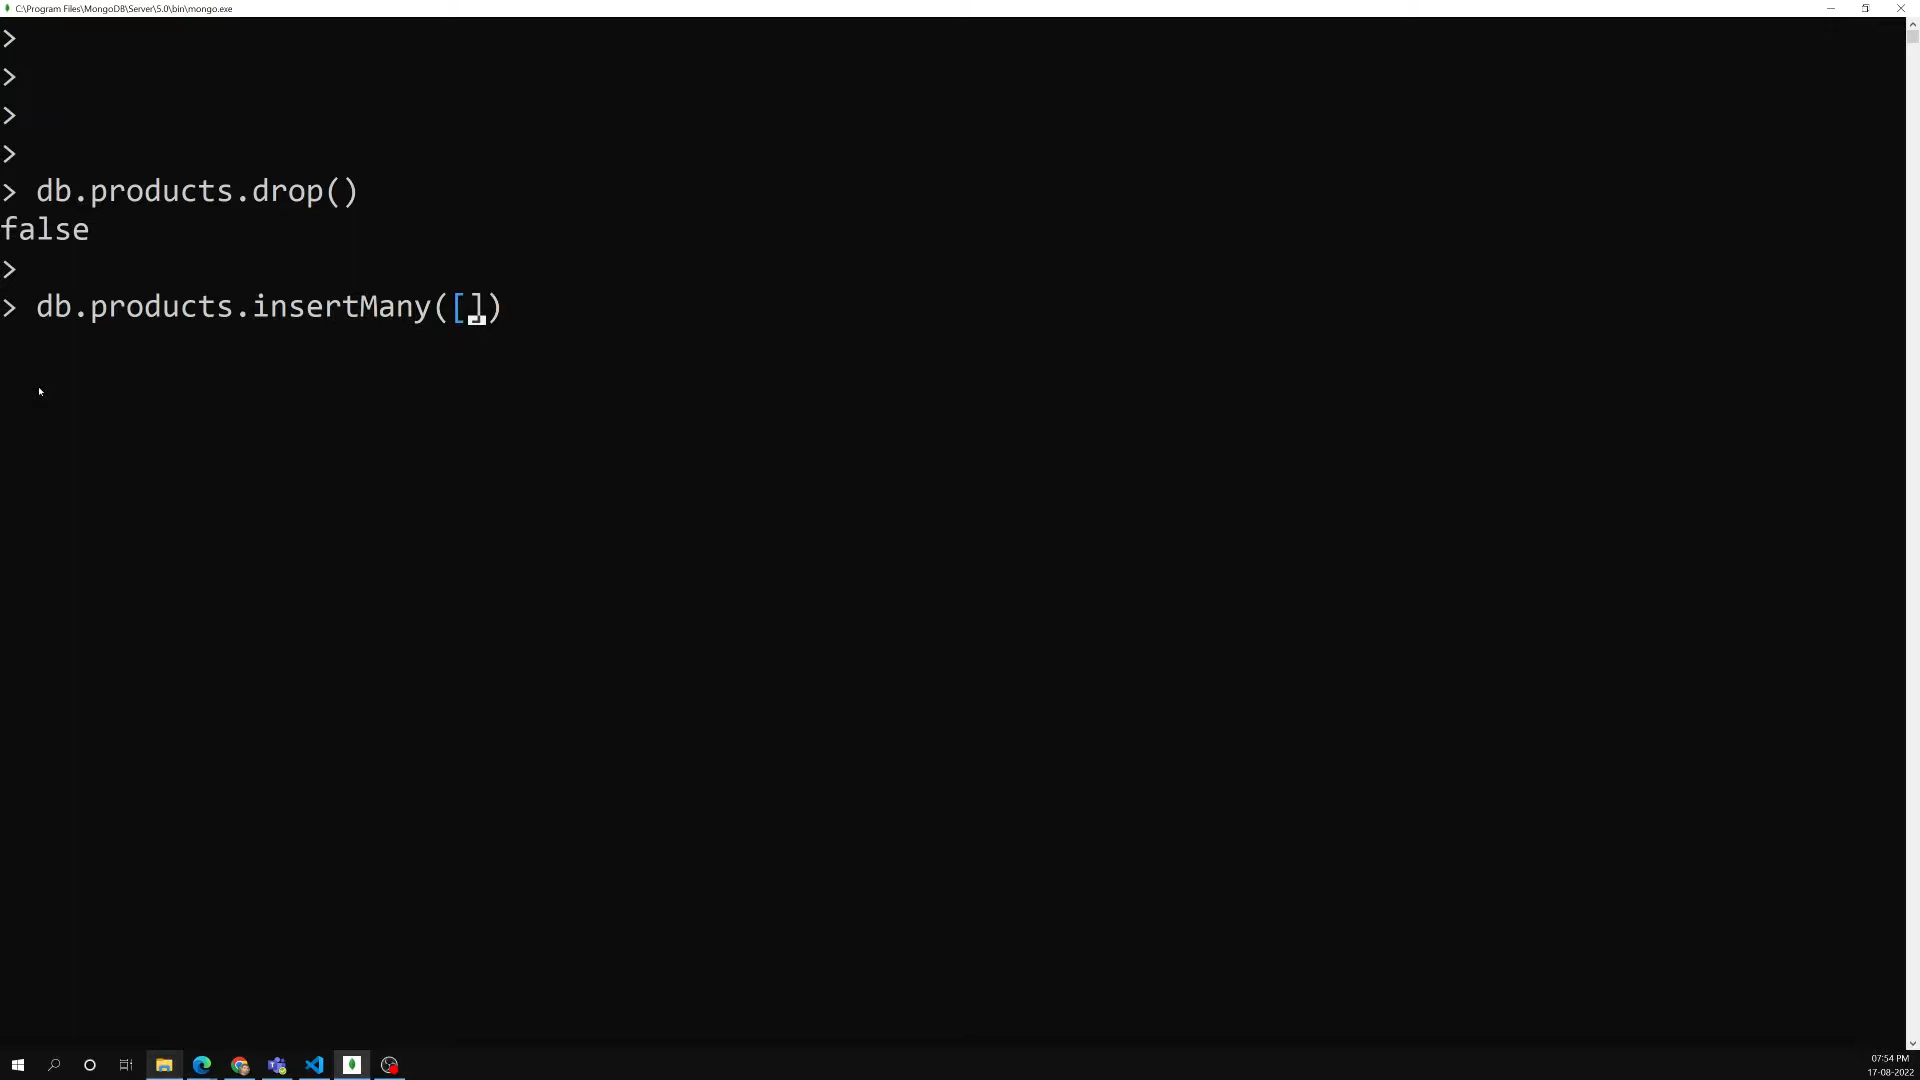 C:\Program Files\MongoDB\Server\5.0\bin\mongo.exe
>
>
>
>
> db.products.drop()
false
>
> db.products.insertMany([])
07:54 PM
17-08-2022